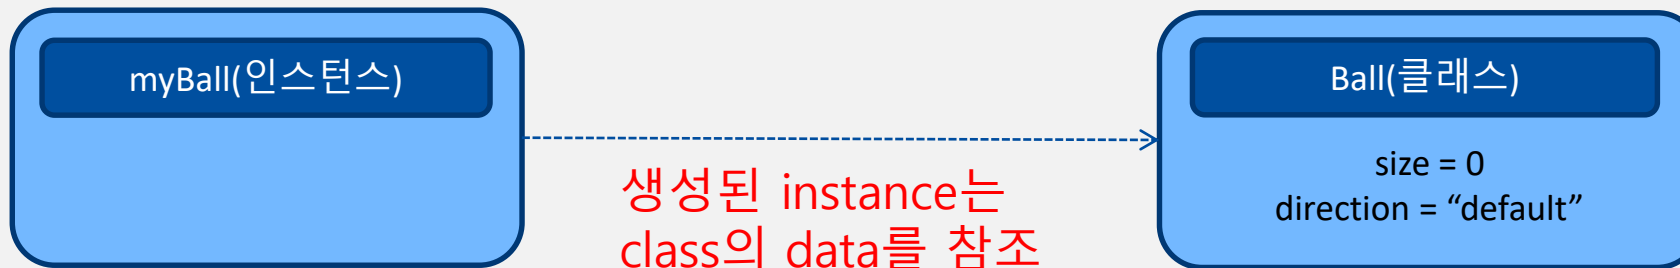 myBall(인스턴스)
Ball(클래스)
size = 0
direction = “default”
생성된 instance는
class의 data를 참조